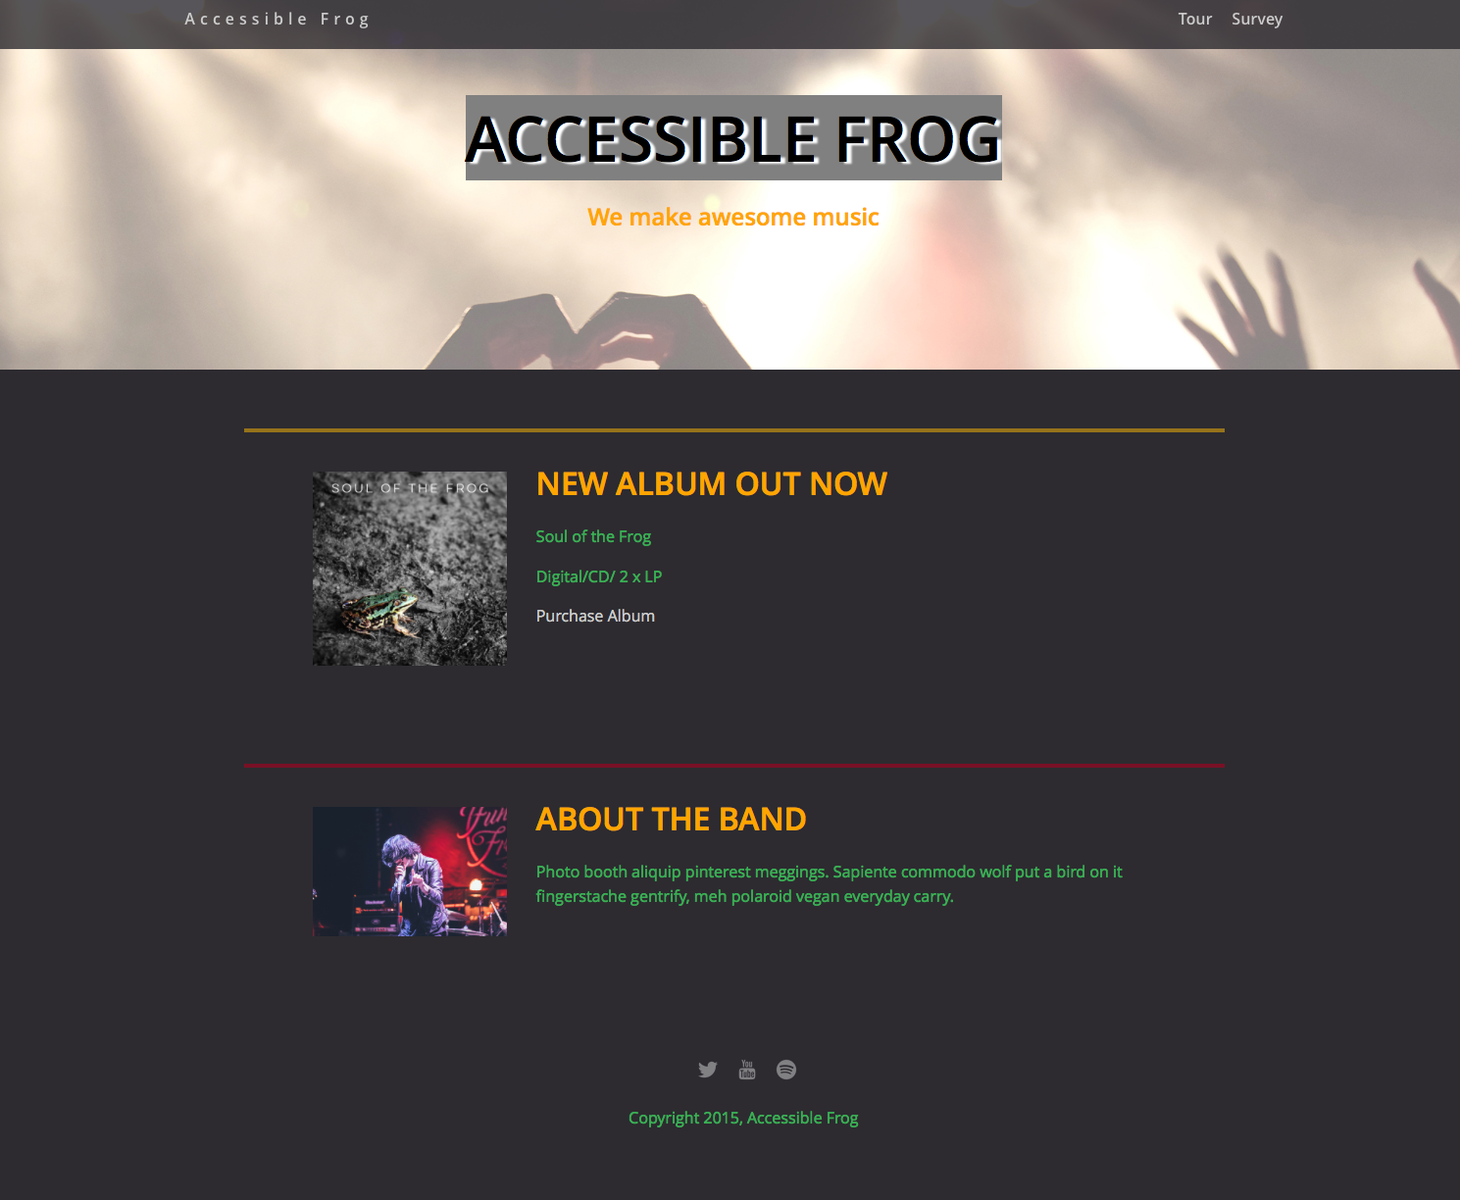 Accessible Frog
Tour Survey
ACCESSIBLE FROG
We make awesome music
SOUL OF THE FROG
NEW ALBUM OUT NOW
Soul of the Frog
Digital/CD/ 2 x LP
Purchase Album
ABOUT THE BAND
Photo booth aliquip pinterest meggings. Sapiente commodo wolf put a bird on it
fingerstache gentrify, meh polaroid vegan everyday carry.
You
Tube
Copyright 2015, Accessible Frog